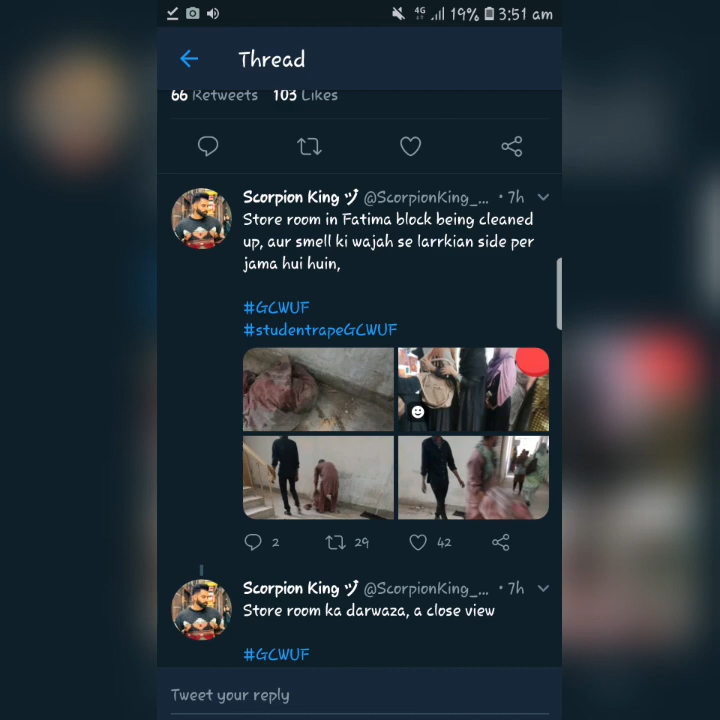 19% 3:51 am
Thread
66 Retweets 103 Likes
Scorpion King ツ @ScorpionKing_... • 7h
Store room in Fatima block being cleaned
up, aur smell ki wajah se larrkian side per
jama hui huin,
#GCWUF
#studentrapeGCWUF
2 29 42
Scorpion King ツ @ScorpionKing_... • 7h
Store room ka darwaza, a close view
#GCWUF
Tweet your reply